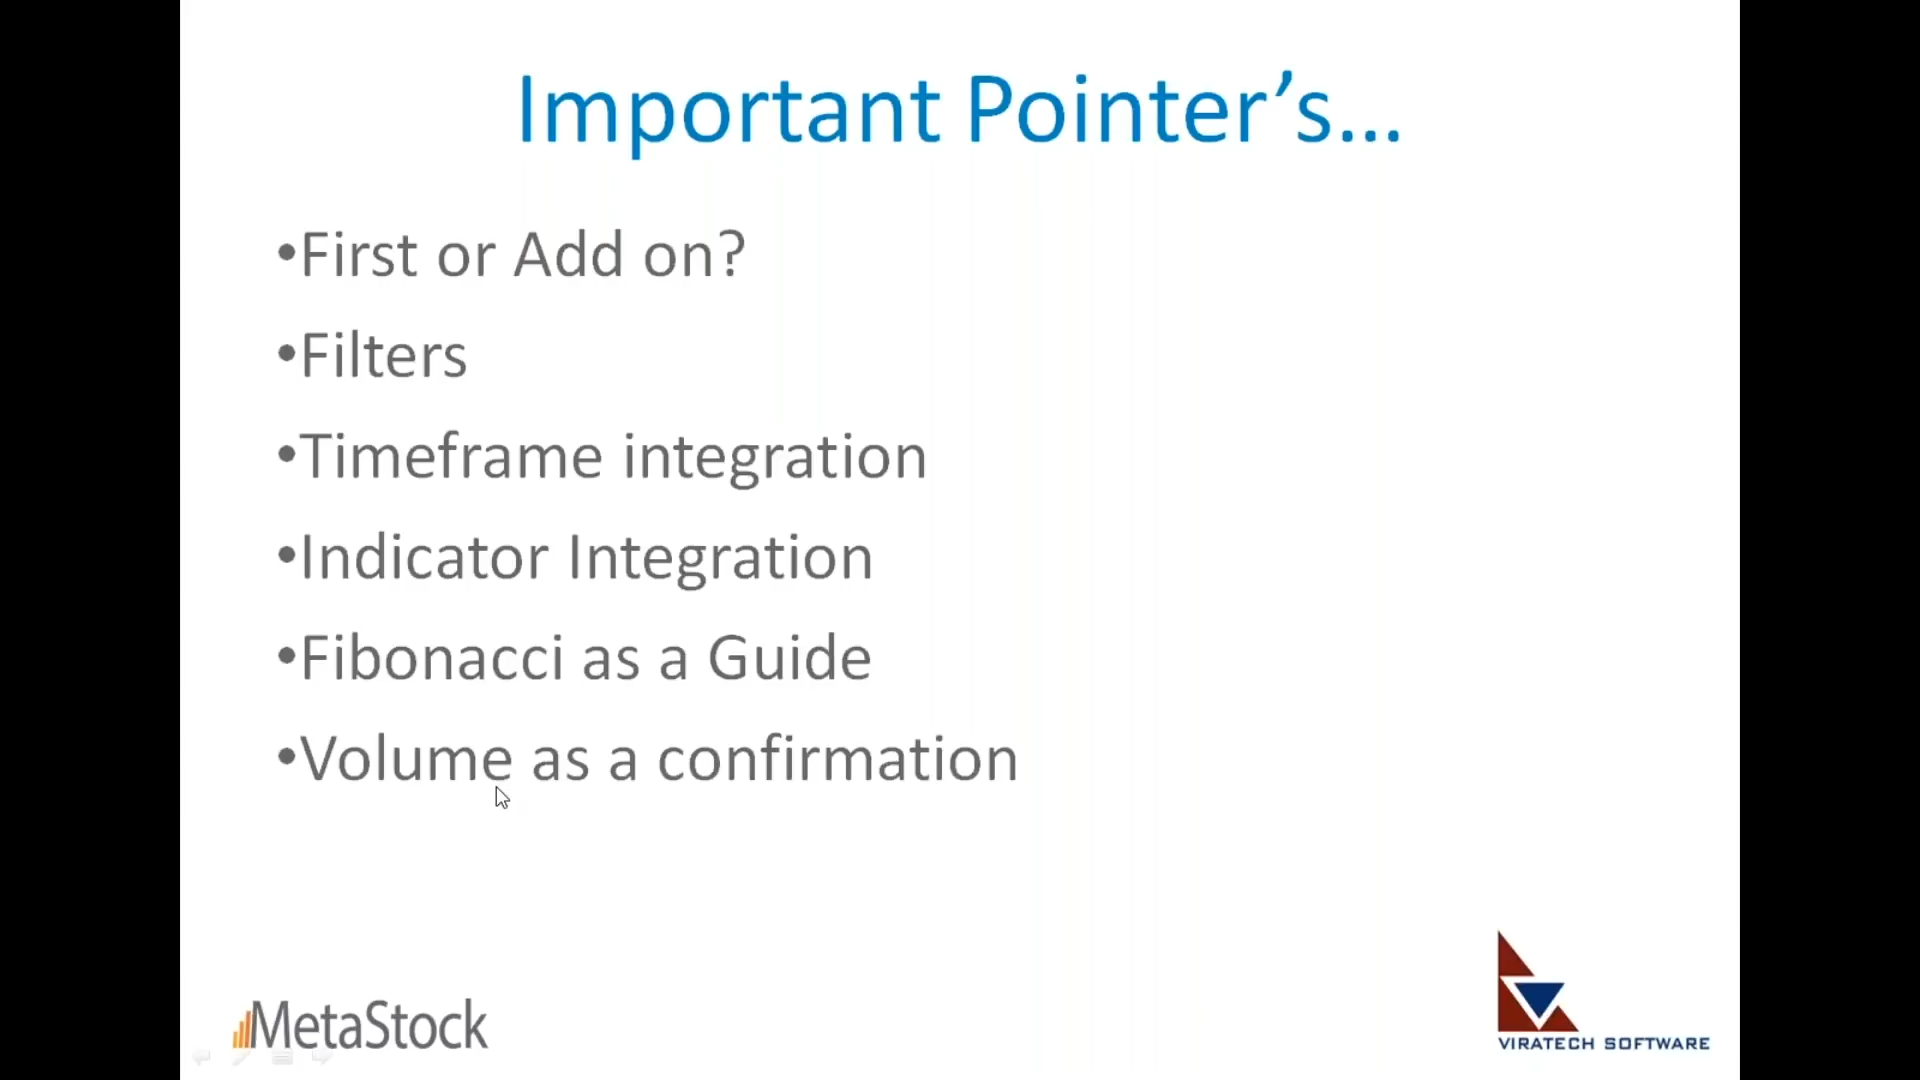 Important Pointer’s...
•First or Add on?
•Filters
•Timeframe integration
•Indicator Integration
•Fibonacci as a Guide
•Volume as a confirmation
MetaStock
VIRATECH SOFTWARE